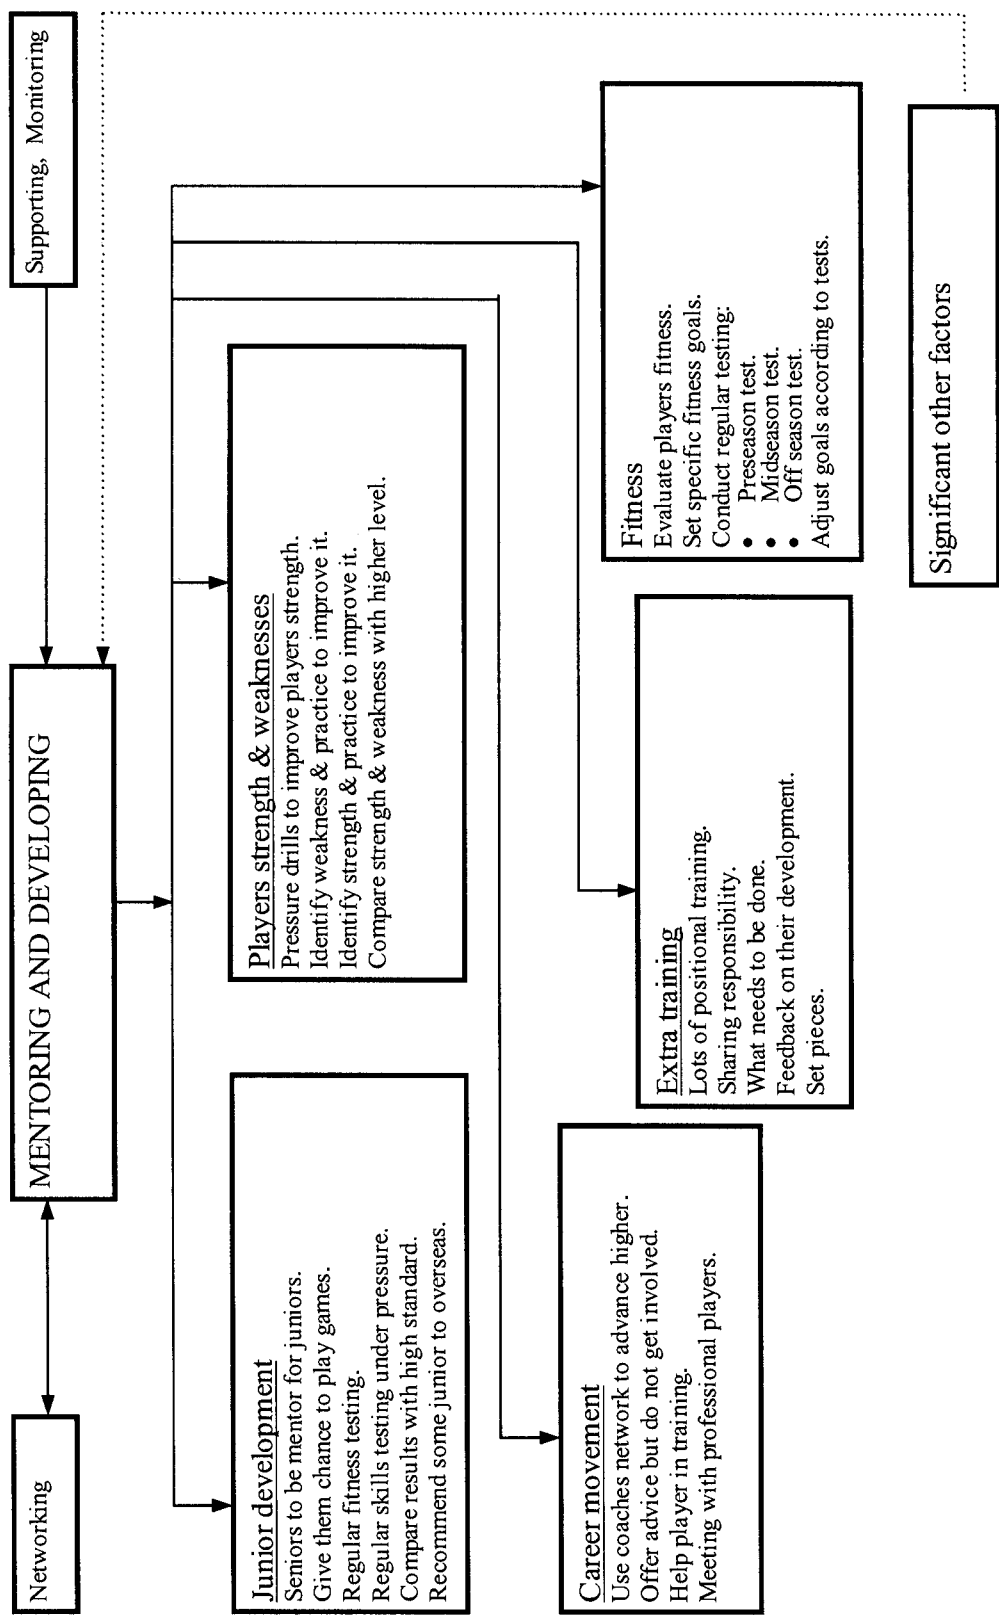 Networking
MENTORING AND DEVELOPING
Supporting, Monitoring
Junior development
Seniors to be mentor for juniors.
Give them chance to play games.
Regular fitness testing.
Regular skills testing under pressure.
Compare results with high standard.
Recommend some junior to overseas.
Players strength & weaknesses
Pressure drills to improve players strength.
Identify weakness & practice to improve it.
Identify strength & practice to improve it.
Compare strength & weakness with higher level.
Career movement
Use coaches network to advance higher.
Offer advice but do not get involved.
Help player in training.
Meeting with professional players.
Extra training
Lots of positional training.
Sharing responsibility.
What needs to be done.
Feedback on their development.
Set pieces.
Fitness
Evaluate players fitness.
Set specific fitness goals.
Conduct regular testing:
• Preseason test.
• Midseason test.
• Off season test.
Adjust goals according to tests.
Significant other factors